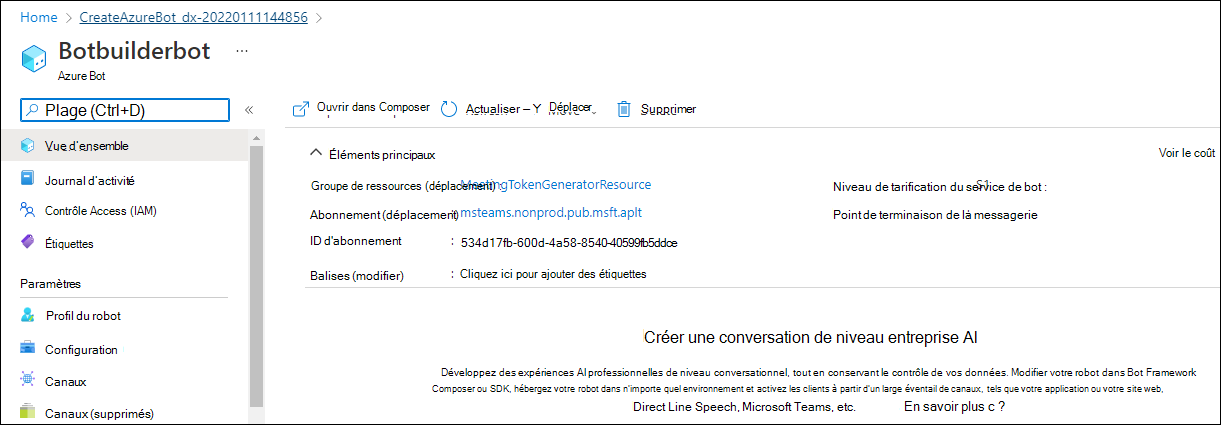 Home > CreateAzureBot_dx-20220111144856 >
Botbuilderbot ...
Azure Bot
Plage (Ctrl+D) «
Ouvrir dans Composer Actualiser – Y Déplacer Supprimer
Vue d'ensemble
Journal d'activité
Contrôle Access (IAM)
Étiquettes
Paramètres
Profil du robot
Configuration
Canaux
Canaux (supprimés)
Éléments principaux Voir le coût
Groupe de ressources (déplacement) : MeetingTokenGeneratorResource
Abonnement (déplacement) msteams.nonprod.pub.msft.aplt
ID d'abonnement : 534d17fb-600d-4a58-8540-40599fb5ddce
Balises (modifier) : Cliquez ici pour ajouter des étiquettes
Niveau de tarification du service de bot : S1
Point de terminaison de la messagerie
Créer une conversation de niveau entreprise AI
Développez des expériences AI professionnelles de niveau conversationnel, tout en conservant le contrôle de vos données. Modifier votre robot dans Bot Framework
Composer ou SDK, hébergez votre robot dans n'importe quel environnement et activez les clients à partir d'un large éventail de canaux, tels que votre application ou votre site web,
Direct Line Speech, Microsoft Teams, etc. En savoir plus c ?